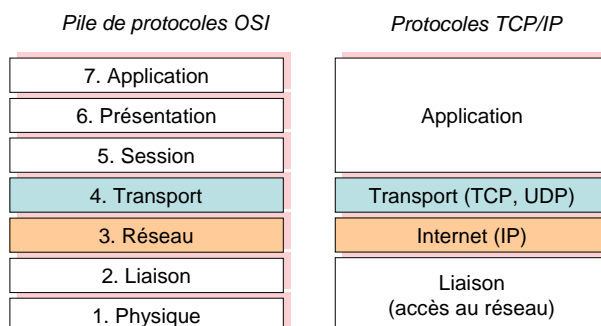 Pile de protocoles OSI
7. Application
6. Présentation
5. Session
4. Transport
3. Réseau
2. Liaison
1. Physique
Protocoles TCP/IP
Application
Transport (TCP, UDP)
Internet (IP)
Liaison
(accès au réseau)